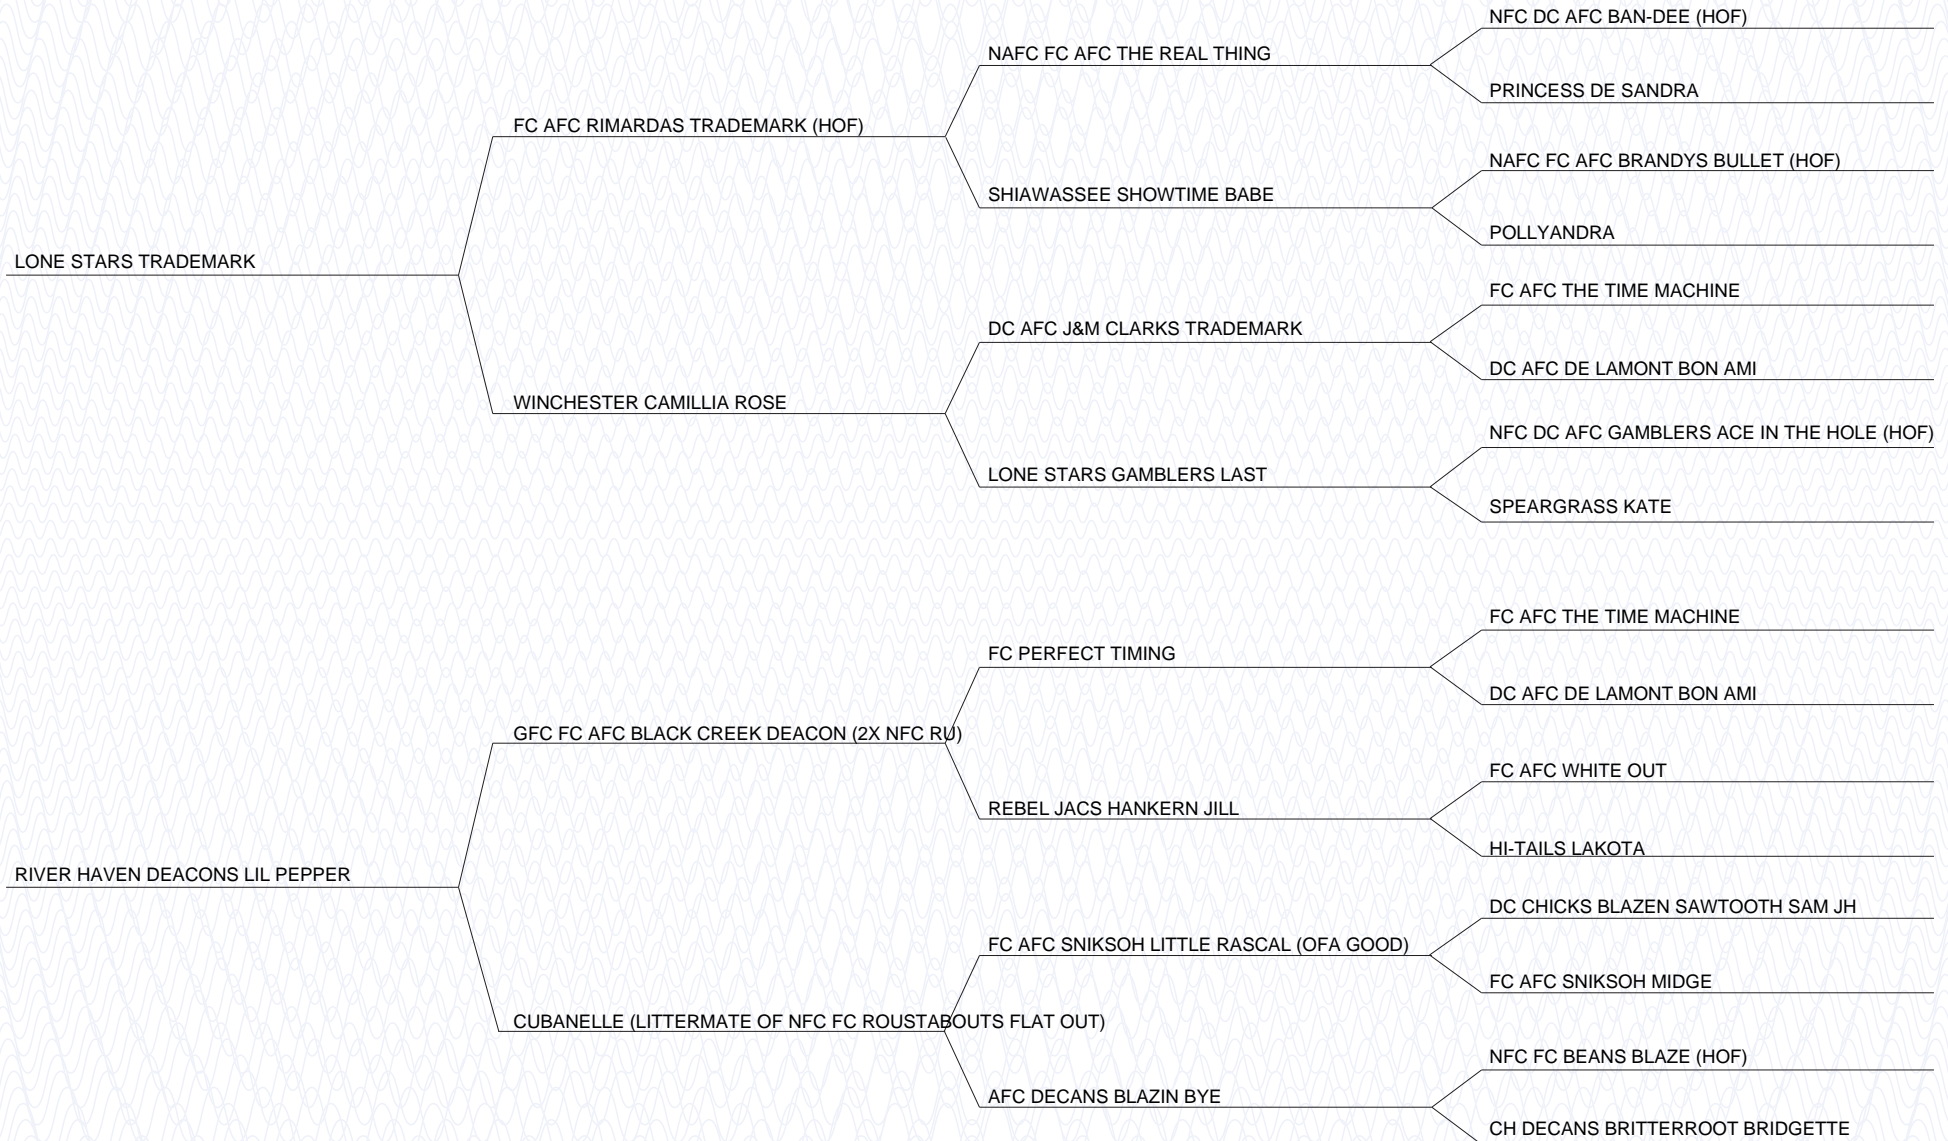 NFC DC AFC BAN-DEE (HOF)
NAFC FC AFC THE REAL THING
PRINCESS DE SANDRA
FC AFC RIMARDAS TRADEMARK (HOF)
NAFC FC AFC BRANDYS BULLET (HOF)
SHIAWASSEE SHOWTIME BABE
POLLYANDRA
LONE STARS TRADEMARK
FC AFC THE TIME MACHINE
DC AFC J&M CLARKS TRADEMARK
DC AFC DE LAMONT BON AMI
WINCHESTER CAMILLIA ROSE
NFC DC AFC GAMBLERS ACE IN THE HOLE (HOF)
LONE STARS GAMBLERS LAST
SPEARGRASS KATE
FC AFC THE TIME MACHINE
FC PERFECT TIMING
DC AFC DE LAMONT BON AMI
GFC FC AFC BLACK CREEK DEACON (2X NFC RU)
FC AFC WHITE OUT
REBEL JACS HANKERN JILL
HI-TAILS LAKOTA
RIVER HAVEN DEACONS LIL PEPPER
DC CHICKS BLAZEN SAWTOOTH SAM JH
FC AFC SNIKSOH LITTLE RASCAL (OFA GOOD)
FC AFC SNIKSOH MIDGE
CUBANELLE (LITTERMATE OF NFC FC ROUSTABOUTS FLAT OUT)
NFC FC BEANS BLAZE (HOF)
AFC DECANS BLAZIN BYE
CH DECANS BRITTERROOT BRIDGETTE